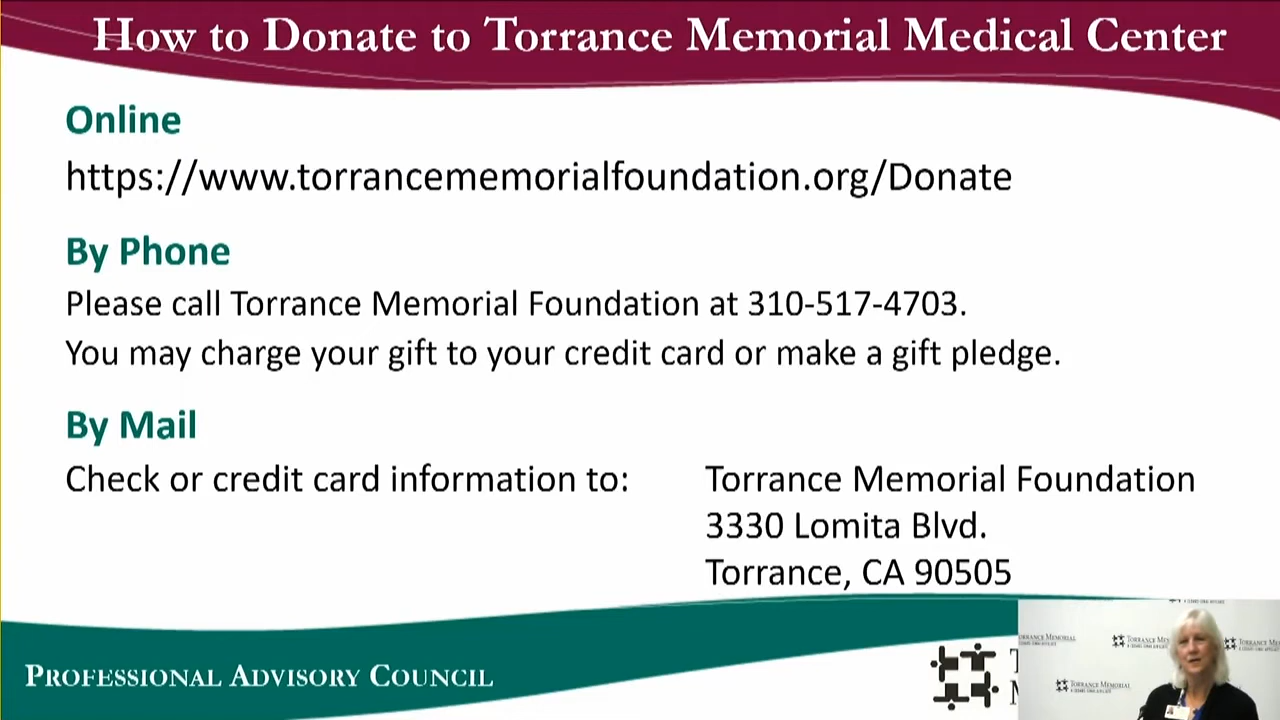 How to Donate to Torrance Memorial Medical Center
Online
https://www.torrancememorialfoundation.org/Donate
By Phone
Please call Torrance Memorial Foundation at 310-517-4703.
You may charge your gift to your credit card or make a gift pledge.
By Mail
Check or credit card information to:
Torrance Memorial Foundation
3330 Lomita Blvd.
Torrance, CA 90505
PROFESSIONAL ADVISORY COUNCIL
TORRANCE MEMORIAL